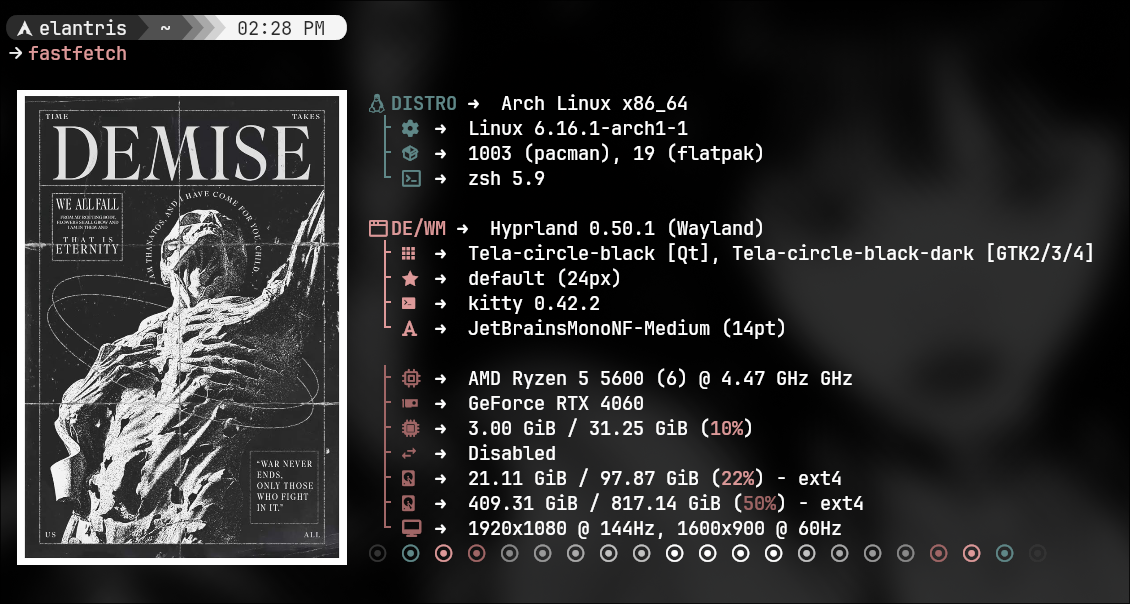 elantris ~ 02:28 PM
→ fastfetch
TIME TAKES
DEMISE
WE ALL FALL
FROM MY ROTTING BODY,
FLOWERS SHALL GROW AND
I AM IN THEM AND
THAT IS
ETERNITY
I AM THANATOS, AND I HAVE COME FOR YOU, CHILD
"WAR NEVER
ENDS,
ONLY THOSE
WHO FIGHT
IN IT."
US ALL
DISTRO → Arch Linux x86_64
→ Linux 6.16.1-arch1-1
→ 1003 (pacman), 19 (flatpak)
→ zsh 5.9
DE/WM → Hyprland 0.50.1 (Wayland)
→ Tela-circle-black [Qt], Tela-circle-black-dark [GTK2/3/4]
→ default (24px)
→ kitty 0.42.2
→ JetBrainsMonoNF-Medium (14pt)
→ AMD Ryzen 5 5600 (6) @ 4.47 GHz GHz
→ GeForce RTX 4060
→ 3.00 GiB / 31.25 GiB (10%)
→ Disabled
→ 21.11 GiB / 97.87 GiB (22%) - ext4
→ 409.31 GiB / 817.14 GiB (50%) - ext4
→ 1920x1080 @ 144Hz, 1600x900 @ 60Hz